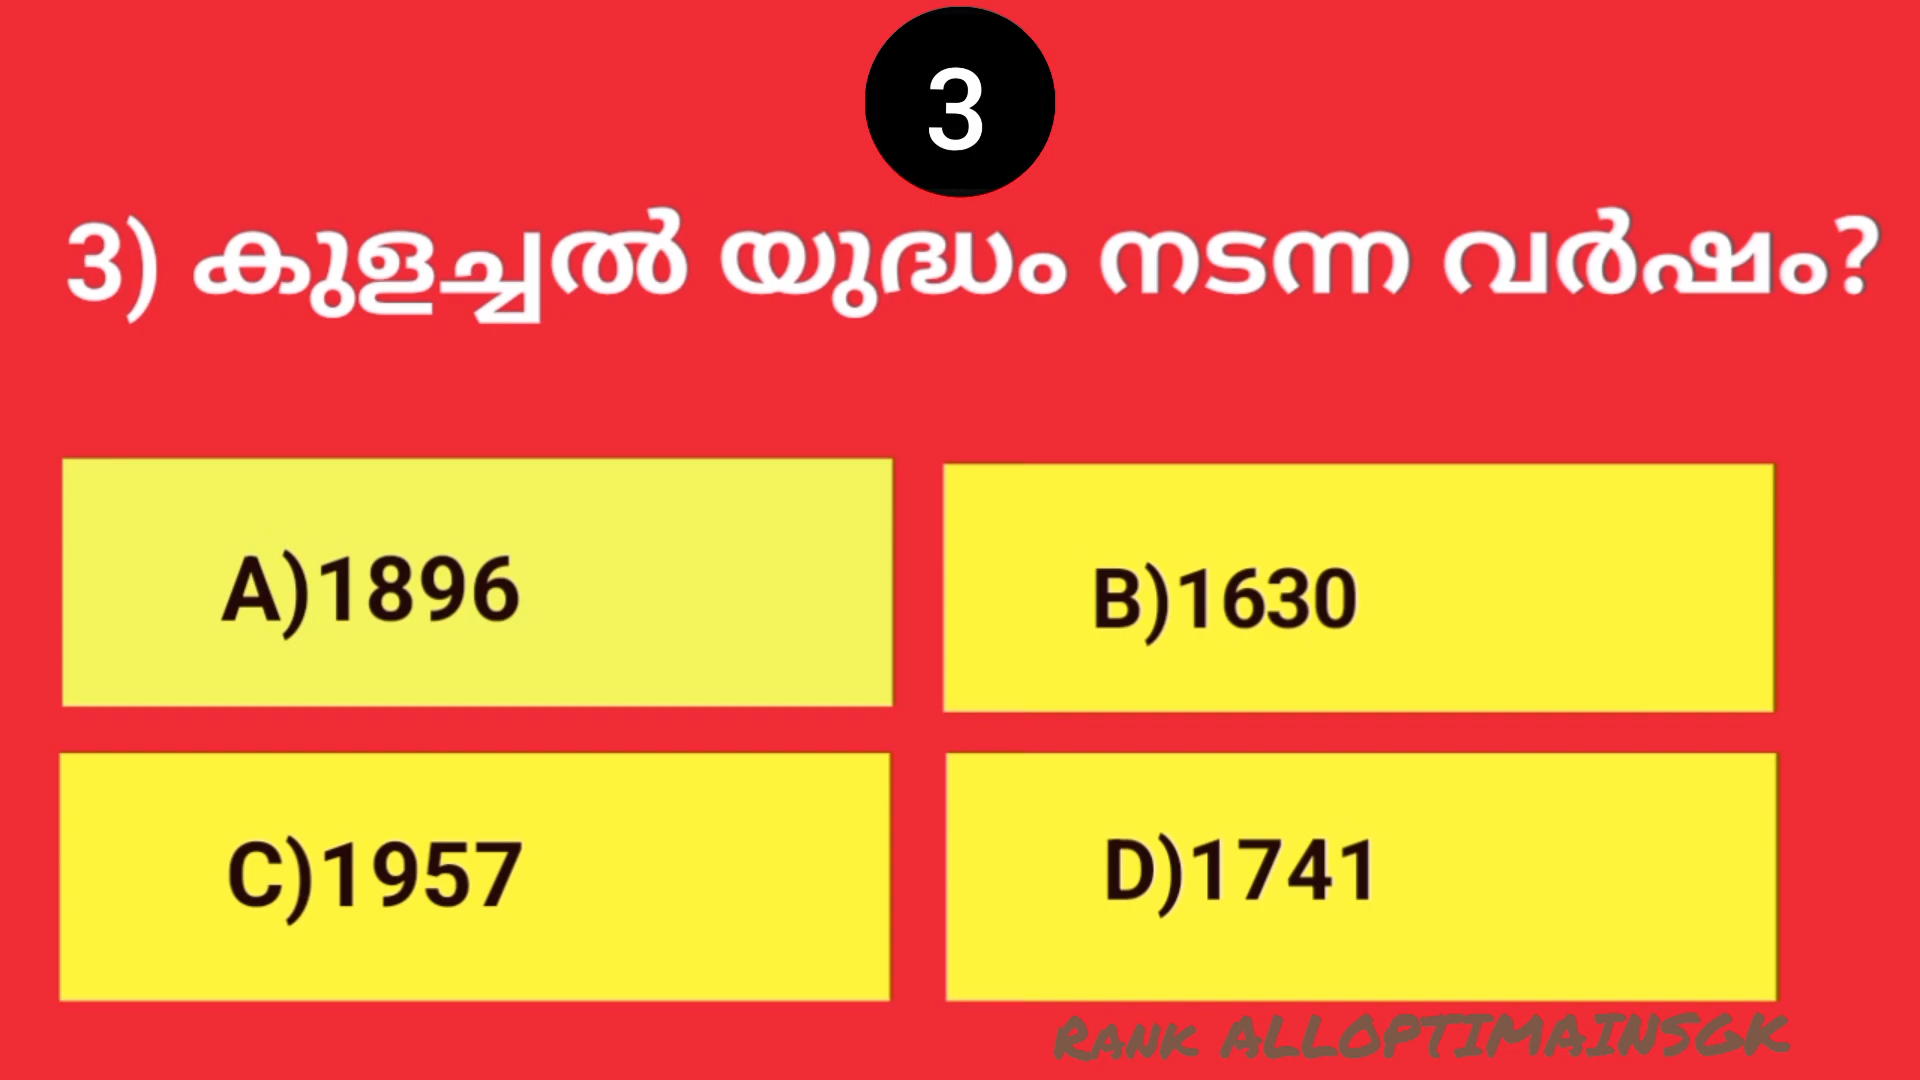 3
3) കുളച്ചൽ യുദ്ധം നടന്ന വർഷം?
A)1896
B)1630
C)1957
D)1741
RANK ALLOPTIMAINSGK